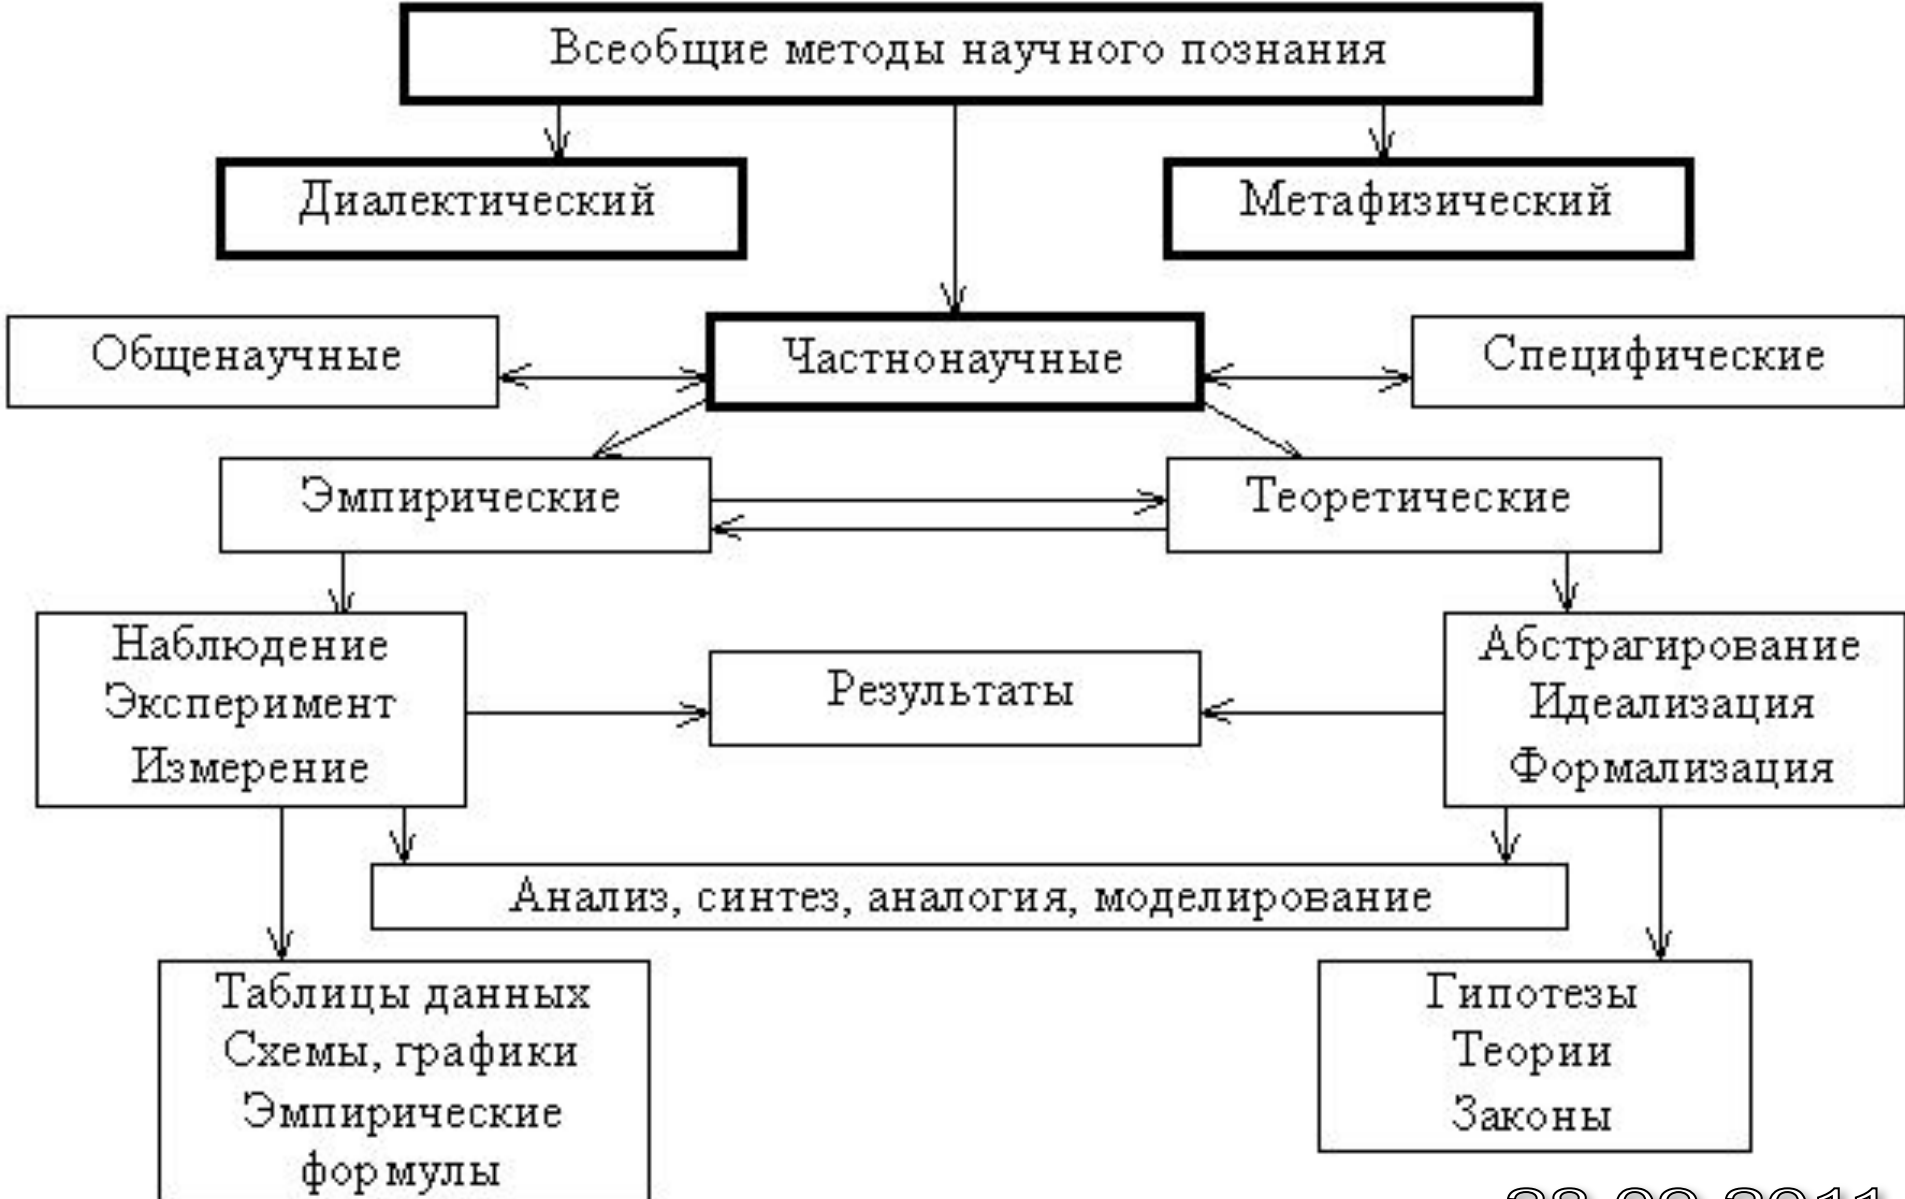 Всеобщие методы научного познания
Диалектический
Метафизический
Общенаучные
Частнонаучные
Специфические
Эмпирические
Теоретические
Наблюдение
Эксперимент
Измерение
Результаты
Абстрагирование
Идеализация
Формализация
Анализ, синтез, аналогия, моделирование
Таблицы данных
Схемы, графики
Эмпирические
формулы
Гипотезы
Теории
Законы